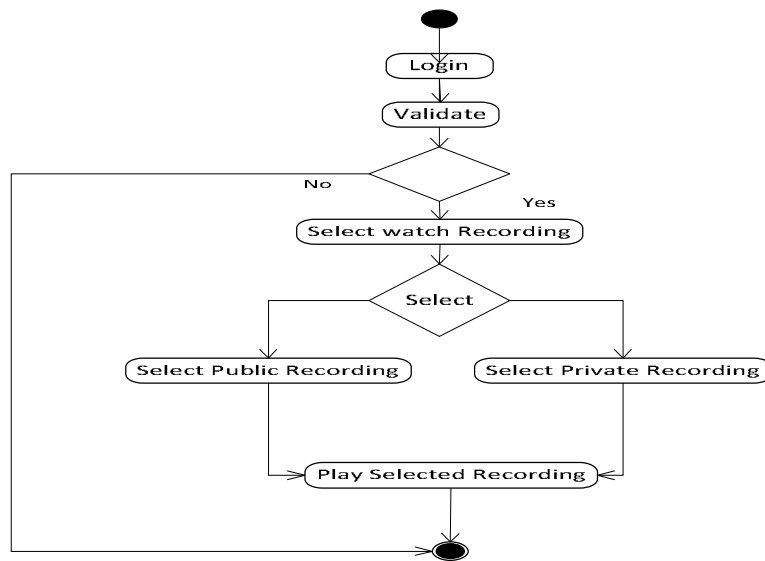 Login
Validate
No
Yes
Select watch Recording
Select
Select Public Recording
Select Private Recording
Play Selected Recording